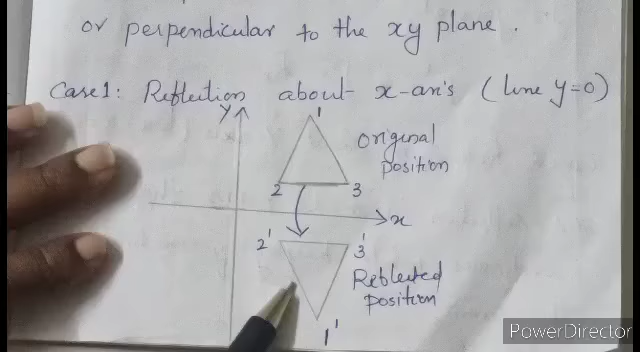 or perpendicular to the xy plane.
Case1: Reflection about x-axis (line y=0)
y
1
Original
position
2
3
x
2'
3'
Reflected
position
1'
PowerDirector